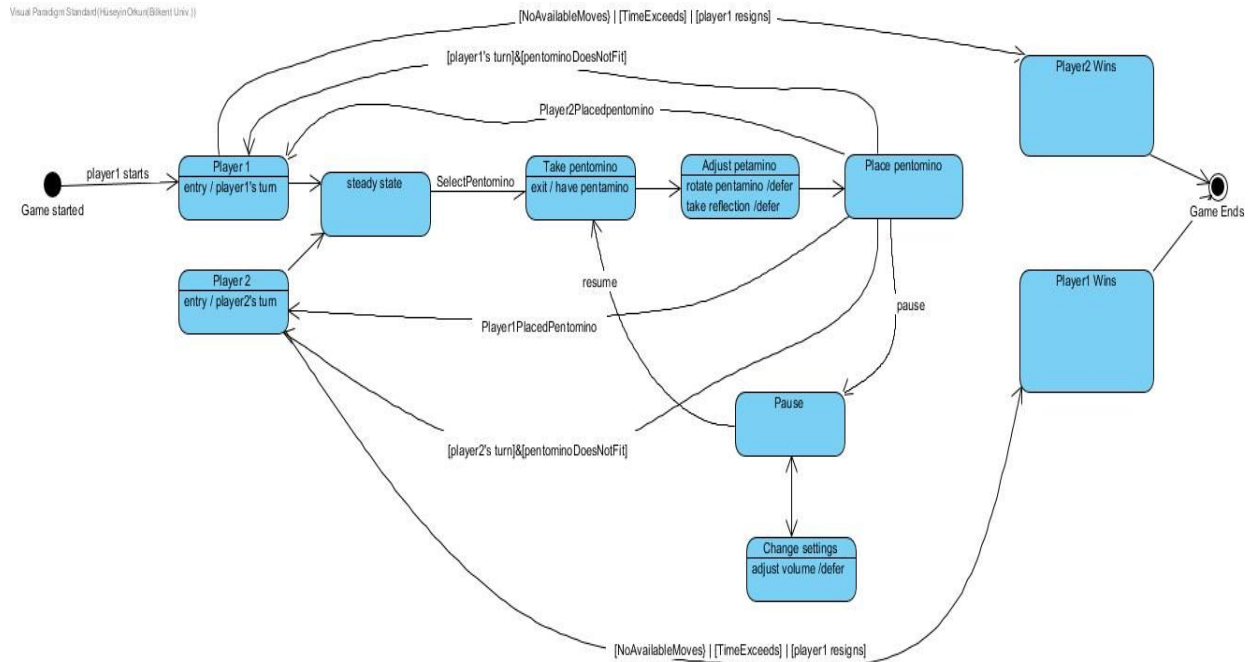 Visual Paradigm Standard(HüseyinOrkun(Bilkent Univ.))
[NoAvailableMoves} | [TimeExceeds] | [player1 resigns]
[player1's turn]&[pentominoDoesNotFit]
Player2 Wins
Player2Placedpentomino
player1 starts
Game started
Player 1
entry / player1's turn
steady state
SelectPentomino
Take pentomino
exit / have pentamino
Adjust petamino
rotate pentamino /defer
take reflection /defer
Place pentomino
Game Ends
Player 2
entry / player2's turn
resume
Player1PlacedPentomino
pause
Player1 Wins
Pause
[player2's turn]&[pentominoDoesNotFit]
Change settings
adjust volume /defer
[NoAvailableMoves} | [TimeExceeds] | [player1 resigns]